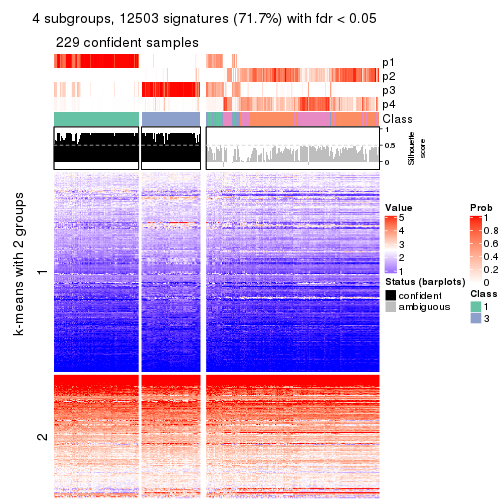 4 subgroups, 12503 signatures (71.7%) with fdr < 0.05
229 confident samples
p1
p2
p3
p4
Class
1
0.5
0
Silhouette
score
k-means with 2 groups
1
2
Value
5
4
3
2
1
Status (barplots)
confident
ambiguous
Prob
1
0.8
0.6
0.4
0.2
0
Class
1
3